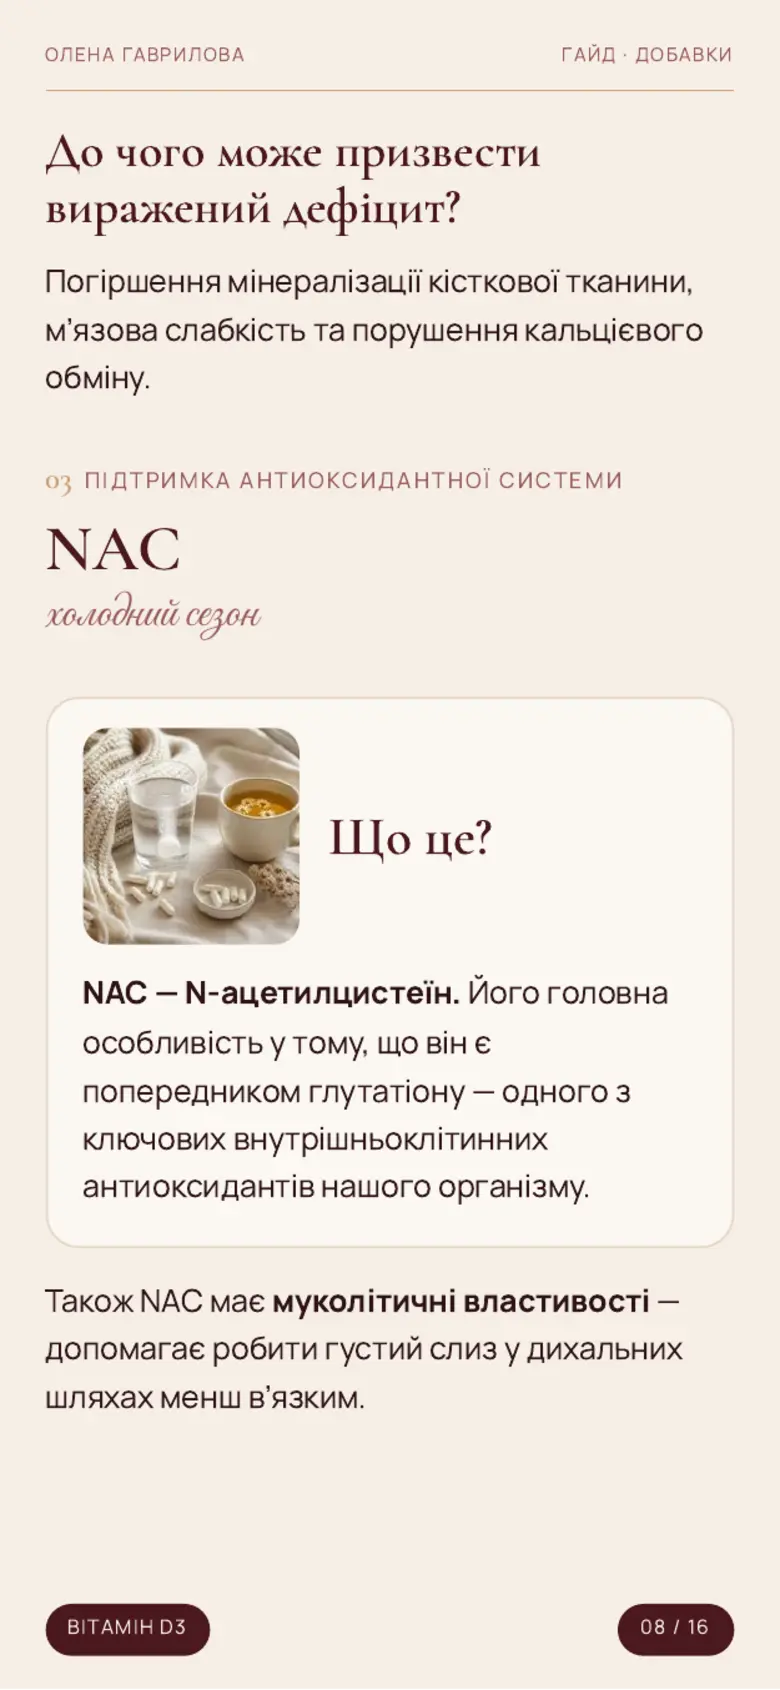 ОЛЕНА ГАВРИЛОВА
ГАЙД · ДОБАВКИ
До чого може призвести
виражений дефіцит?
Погіршення мінералізації кісткової тканини,
м’язова слабкість та порушення кальцієвого
обміну.
03 ПІДТРИМКА АНТИОКСИДАНТНОЇ СИСТЕМИ
NAC
холодний сезон
Що це?
NAC — N-ацетилцистеїн. Його головна
особливість у тому, що він є
попередником глутатіону — одного з
ключових внутрішньоклітинних
антиоксидантів нашого організму.
Також NAC має муколітичні властивості —
допомагає робити густий слиз у дихальних
шляхах менш в’язким.
ВІТАМІН D3
08 / 16